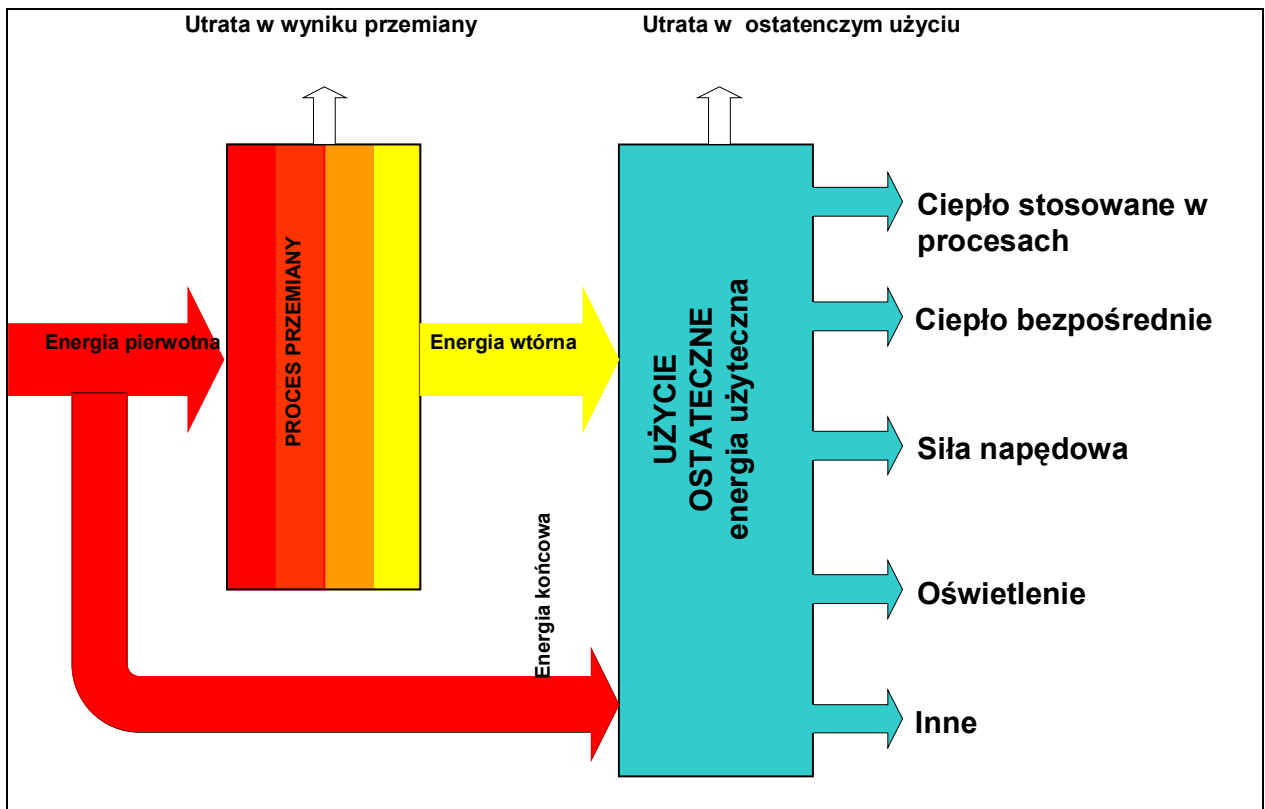 Utrata w wyniku przemiany
Utrata w ostatenczym użyciu
Energia pierwotna
PROCES PRZEMIANY
Energia wtórna
Energia końcowa
UŻYCIE
OSTATECZNE
energia użyteczna
Ciepło stosowane w
procesach
Ciepło bezpośrednie
Siła napędowa
Oświetlenie
Inne